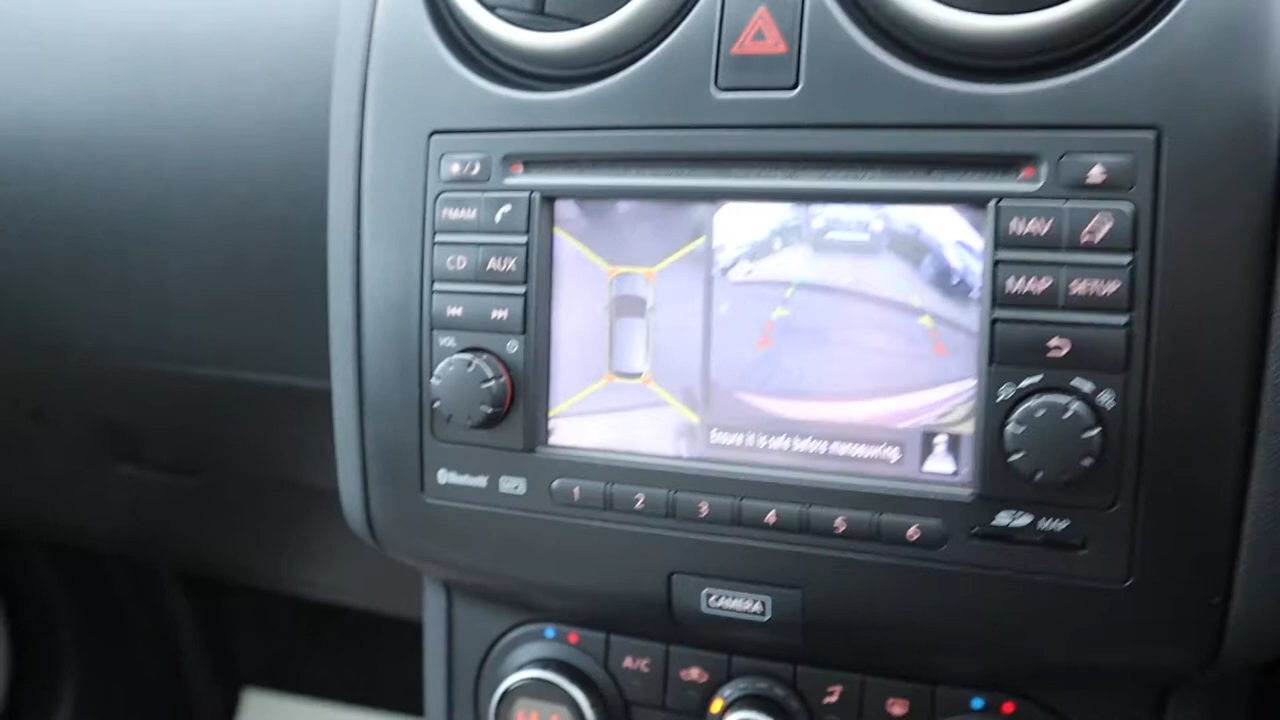 FM AM
NAV
CD AUX
MAP SETUP
VOL
Ensure it is safe before manoeuvring.
Bluetooth
1 2 3 4 5 6
SD MAP
CAMERA
A/C